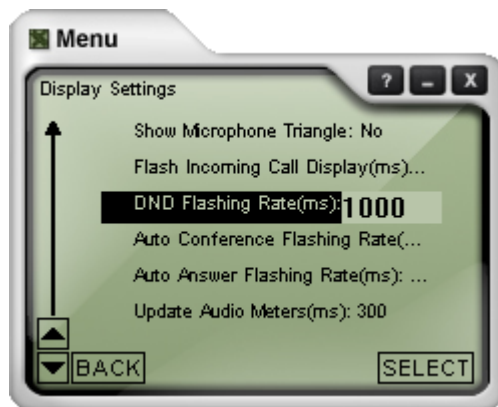 Menu
? - X
Display Settings
Show Microphone Triangle: No
Flash Incoming Call Display(ms)...
DND Flashing Rate(ms): 1000
Auto Conference Flashing Rate(...
Auto Answer Flashing Rate(ms): ...
Update Audio Meters(ms): 300
BACK SELECT